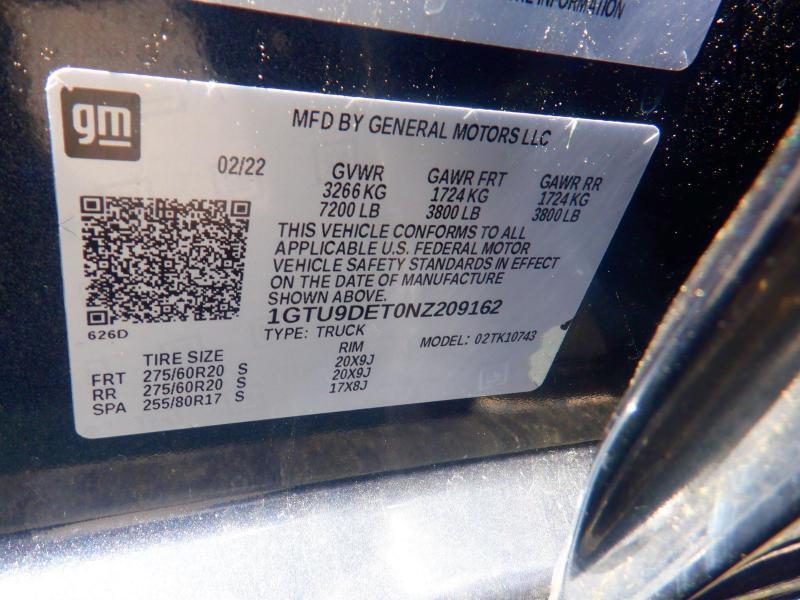 INFORMATION
gm
MFD BY GENERAL MOTORS LLC
02/22
GVWR GAWR FRT GAWR RR
3266 KG 1724 KG 1724 KG
7200 LB 3800 LB 3800 LB
THIS VEHICLE CONFORMS TO ALL
APPLICABLE U.S. FEDERAL MOTOR
VEHICLE SAFETY STANDARDS IN EFFECT
ON THE DATE OF MANUFACTURE
SHOWN ABOVE.
1GTU9DET0NZ209162
626D
TYPE: TRUCK MODEL: 02TK10743
TIRE SIZE RIM
FRT 275/60R20 S 20X9J
RR 275/60R20 S 20X9J
SPA 255/80R17 S 17X8J